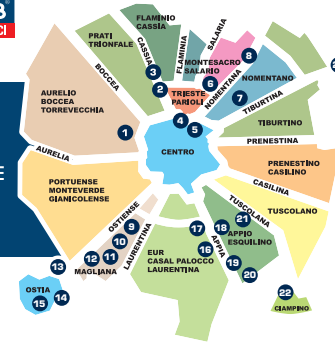 FLAMINIO
CASSIA
PRATI
TRIONFALE
CASSIA
FLAMINIA
SALARIA
MONTESACRO
SALARIO
8
3
2
6
NOMENTANA
NOMENTANO
7
BOCCEA
TRIESTE
PARIOLI
TIBURTINA
AURELIO
BOCCEA
TORREVECCHIA
1
4
5
TIBURTINO
PRENESTINA
AURELIA
CENTRO
PRENESTINO
CASILINO
PORTUENSE
MONTEVERDE
GIANICOLENSE
CASILINA
TUSCOLANA
TUSCOLANO
OSTIENSE
LAURENTINA
9
10
11
12
MAGLIANA
17
18
21
APPIA
APPIO
ESQUILINO
16
19
20
EUR
CASAL PALOCCO
LAURENTINA
13
OSTIA
15
14
22
CIAMPINO